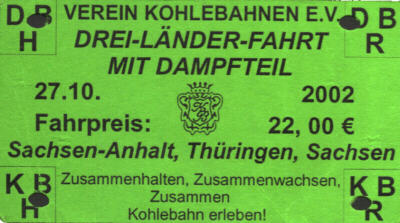 D B H
VEREIN KOHLEBAHNEN E.V.
D B R
DREI-LÄNDER-FAHRT
MIT DAMPFTEIL
27.10. 2002
Fahrpreis: 22,00 €
Sachsen-Anhalt, Thüringen, Sachsen
K B H
Zusammenhalten, Zusammenwachsen,
Zusammen
Kohlebahn erleben!
K B R